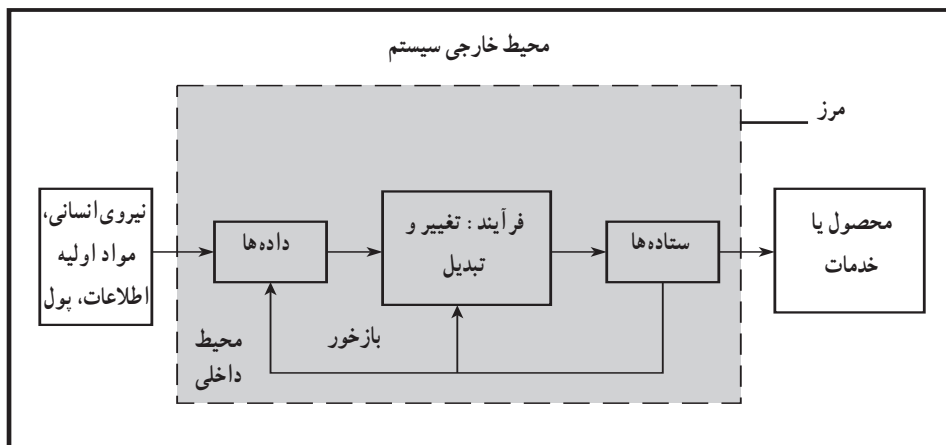 محیط خارجی سیستم
مرز
نیروی انسانی،
مواد اولیه
اطلاعات، پول
داده‌ها
فرآیند : تغییر و
تبدیل
ستاده‌ها
محصول یا
خدمات
بازخور
محیط
داخلی